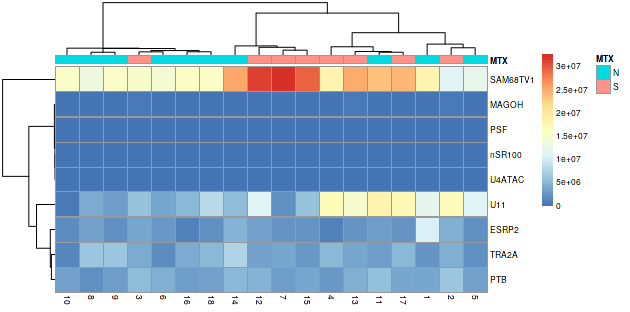 MTX
SAM68TV1
MAGOH
PSF
nSR100
U4ATAC
U11
ESRP2
TRA2A
PTB
10 8 9 3 6 16 18 14 12 7 15 4 13 11 17 1 2 5
3e+07
2.5e+07
2e+07
1.5e+07
1e+07
5e+06
0
MTX
N
S